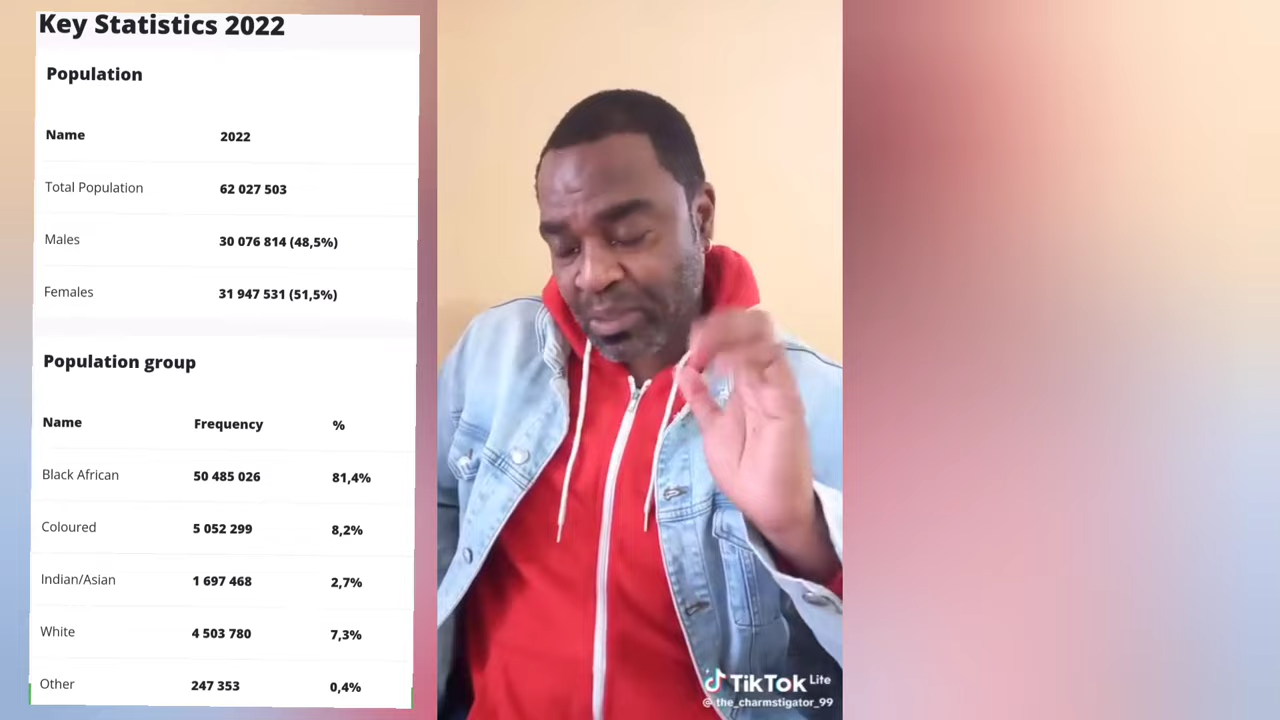 Key Statistics 2022
Population
Name 2022
Total Population 62 027 503
Males 30 076 814 (48,5%)
Females 31 947 531 (51,5%)
Population group
Name Frequency %
Black African 50 485 026 81,4%
Coloured 5 052 299 8,2%
Indian/Asian 1 697 468 2,7%
White 4 503 780 7,3%
Other 247 353 0,4%
TikTok Lite
@the_charmstigator_99